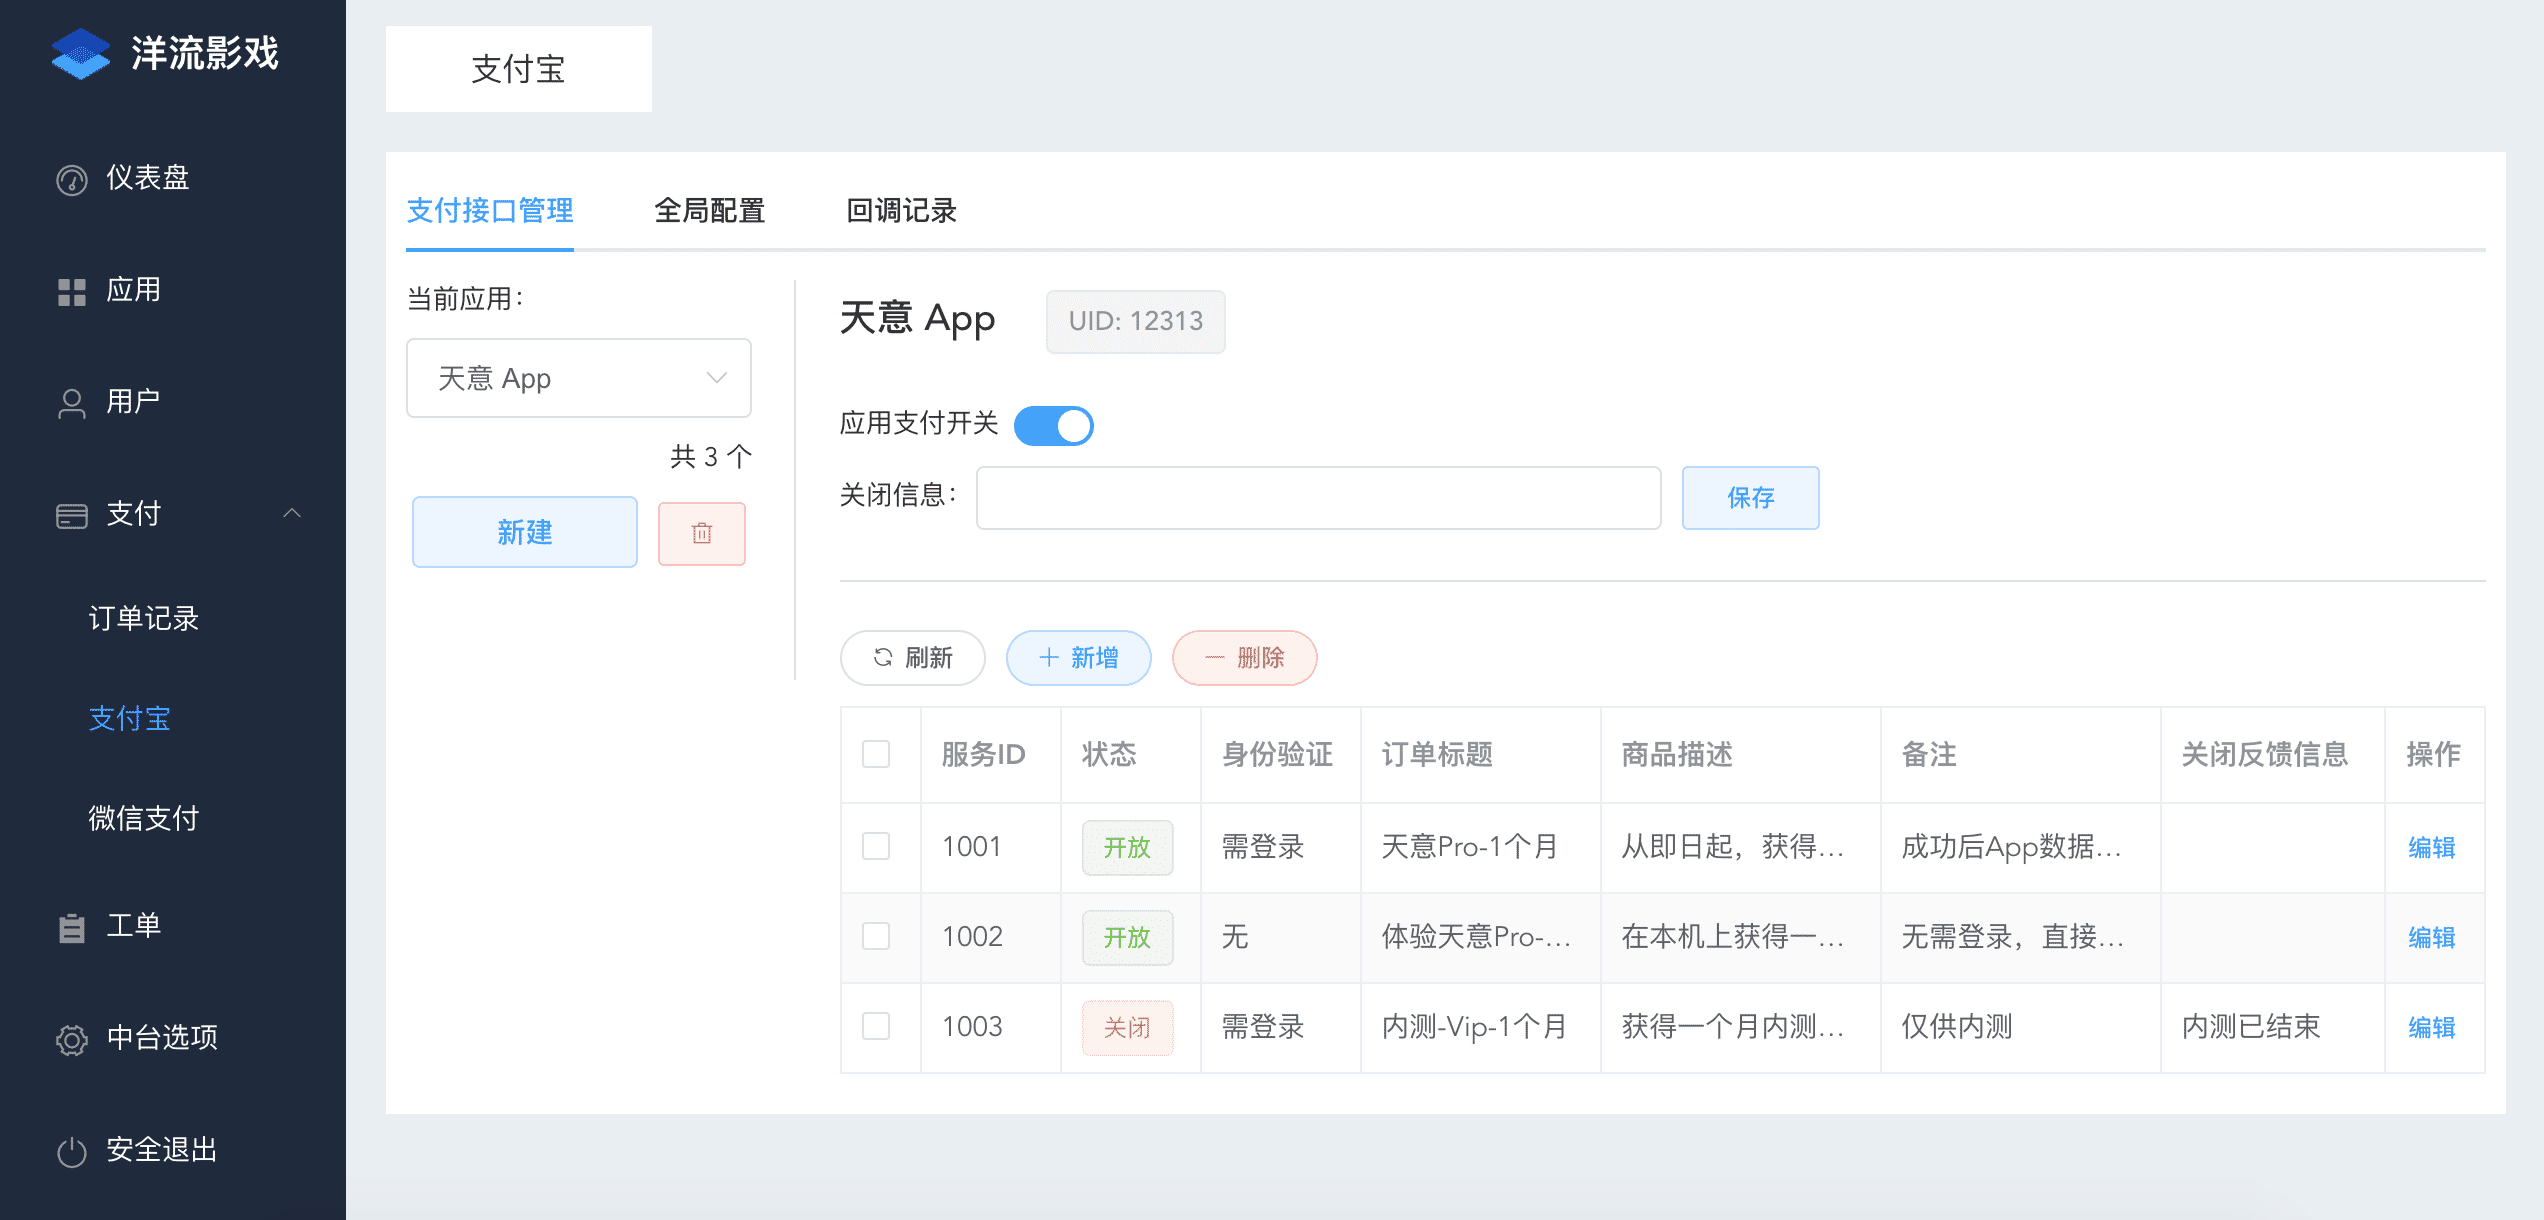 洋流影戏
仪表盘
应用
用户
支付
订单记录
支付宝
微信支付
工单
中台选项
安全退出
支付宝
支付接口管理 全局配置 回调记录
当前应用：
天意 App
共 3 个
新建
天意 App UID: 12313
应用支付开关
关闭信息： 保存
刷新 新增 删除
服务ID 状态 身份验证 订单标题 商品描述 备注 关闭反馈信息 操作
1001 开放 需登录 天意Pro-1个月 从即日起，获得… 成功后App数据… 编辑
1002 开放 无 体验天意Pro-… 在本机上获得一… 无需登录，直接… 编辑
1003 关闭 需登录 内测-Vip-1个月 获得一个月内测… 仅供内测 内测已结束 编辑